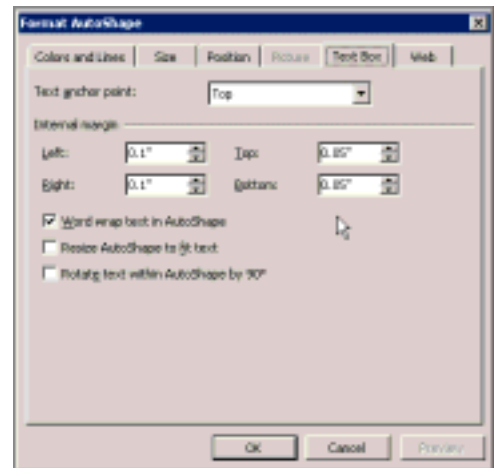 Format AutoShape
Colors and Lines Size Position Picture Text Box Web
Text anchor point: Top
Internal margin
Left: 0.1" Top: 0.05"
Right: 0.1" Bottom: 0.05"
Word wrap text in AutoShape
Resize AutoShape to fit text
Rotate text within AutoShape by 90°
OK Cancel Preview